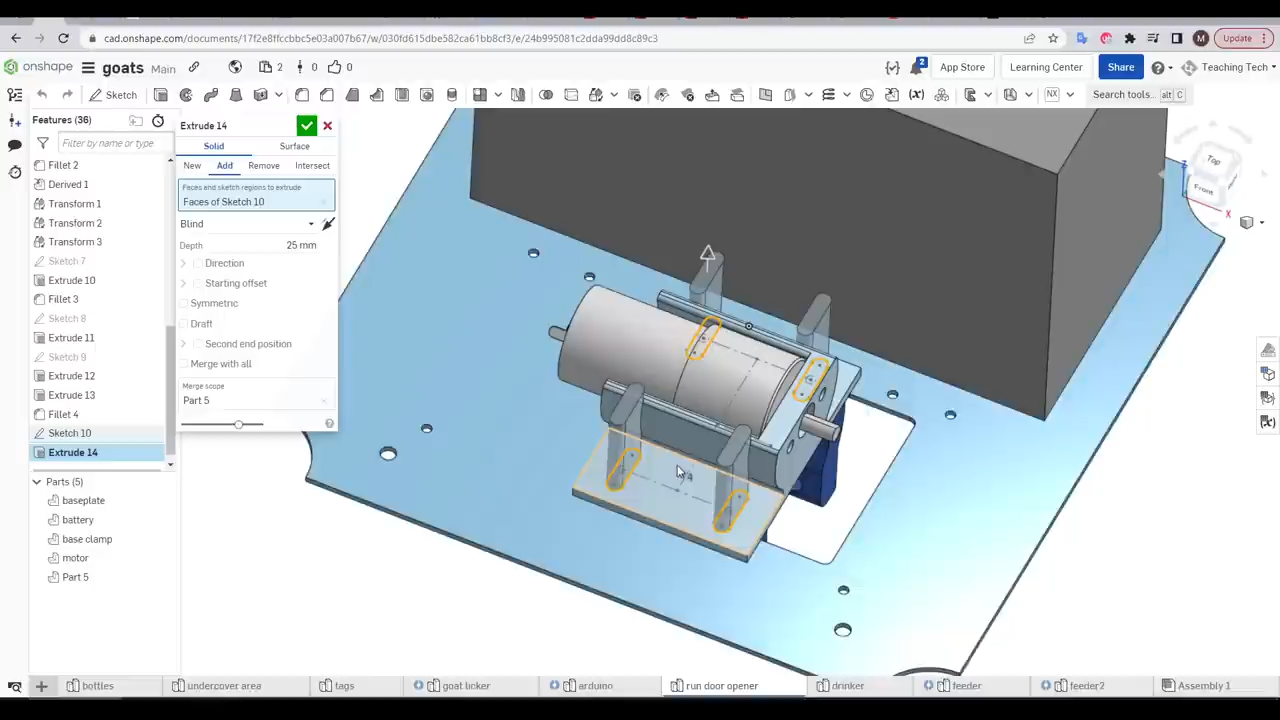 cad.onshape.com/documents/17f2e8ffccbbc5e03a007b67/w/030fd615dbe582ca61bb8cf3/e/24b995081c2dda99dd8c89c3
M
Update
onshape
goats
Main
2
0
0
2
App Store
Learning Center
Share
Teaching Tech
Sketch
NX
Search tools...
alt
C
Features (36)
Filter by name or type
Fillet 2
Derived 1
Transform 1
Transform 2
Transform 3
Sketch 7
Extrude 10
Fillet 3
Sketch 8
Extrude 11
Sketch 9
Extrude 12
Extrude 13
Fillet 4
Sketch 10
Extrude 14
Parts (5)
baseplate
battery
base clamp
motor
Part 5
Extrude 14
Solid
Surface
New
Add
Remove
Intersect
Faces and sketch regions to extrude
Faces of Sketch 10
Blind
Depth
25 mm
Direction
Starting offset
Symmetric
Draft
Second end position
Merge with all
Merge scope
Part 5
Z
Top
Front
X
bottles
undercover area
tags
goat licker
arduino
run door opener
drinker
feeder
feeder2
Assembly 1